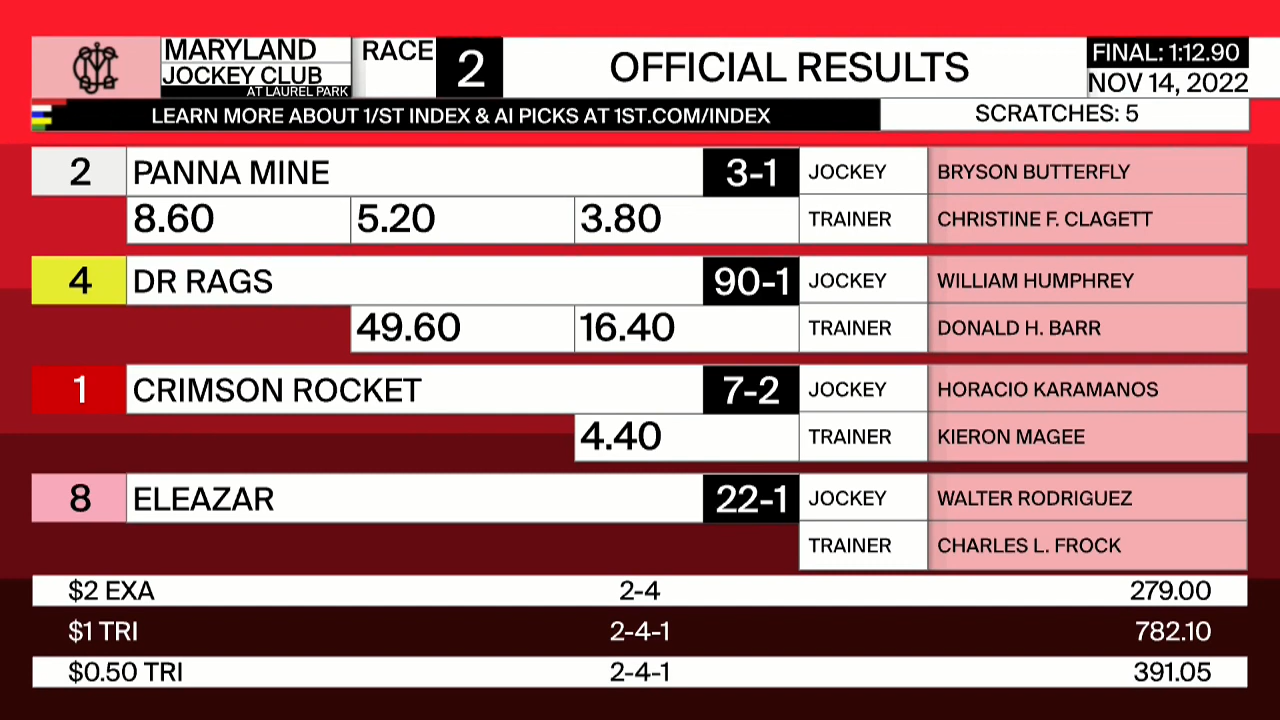 MARYLAND
JOCKEY CLUB
AT LAUREL PARK
RACE 2
OFFICIAL RESULTS
FINAL: 1:12.90
NOV 14, 2022
LEARN MORE ABOUT 1/ST INDEX & AI PICKS AT 1ST.COM/INDEX
SCRATCHES: 5
2 PANNA MINE 3-1 JOCKEY BRYSON BUTTERFLY
8.60 5.20 3.80 TRAINER CHRISTINE F. CLAGETT
4 DR RAGS 90-1 JOCKEY WILLIAM HUMPHREY
49.60 16.40 TRAINER DONALD H. BARR
1 CRIMSON ROCKET 7-2 JOCKEY HORACIO KARAMANOS
4.40 TRAINER KIERON MAGEE
8 ELEAZAR 22-1 JOCKEY WALTER RODRIGUEZ
TRAINER CHARLES L. FROCK
$2 EXA 2-4 279.00
$1 TRI 2-4-1 782.10
$0.50 TRI 2-4-1 391.05